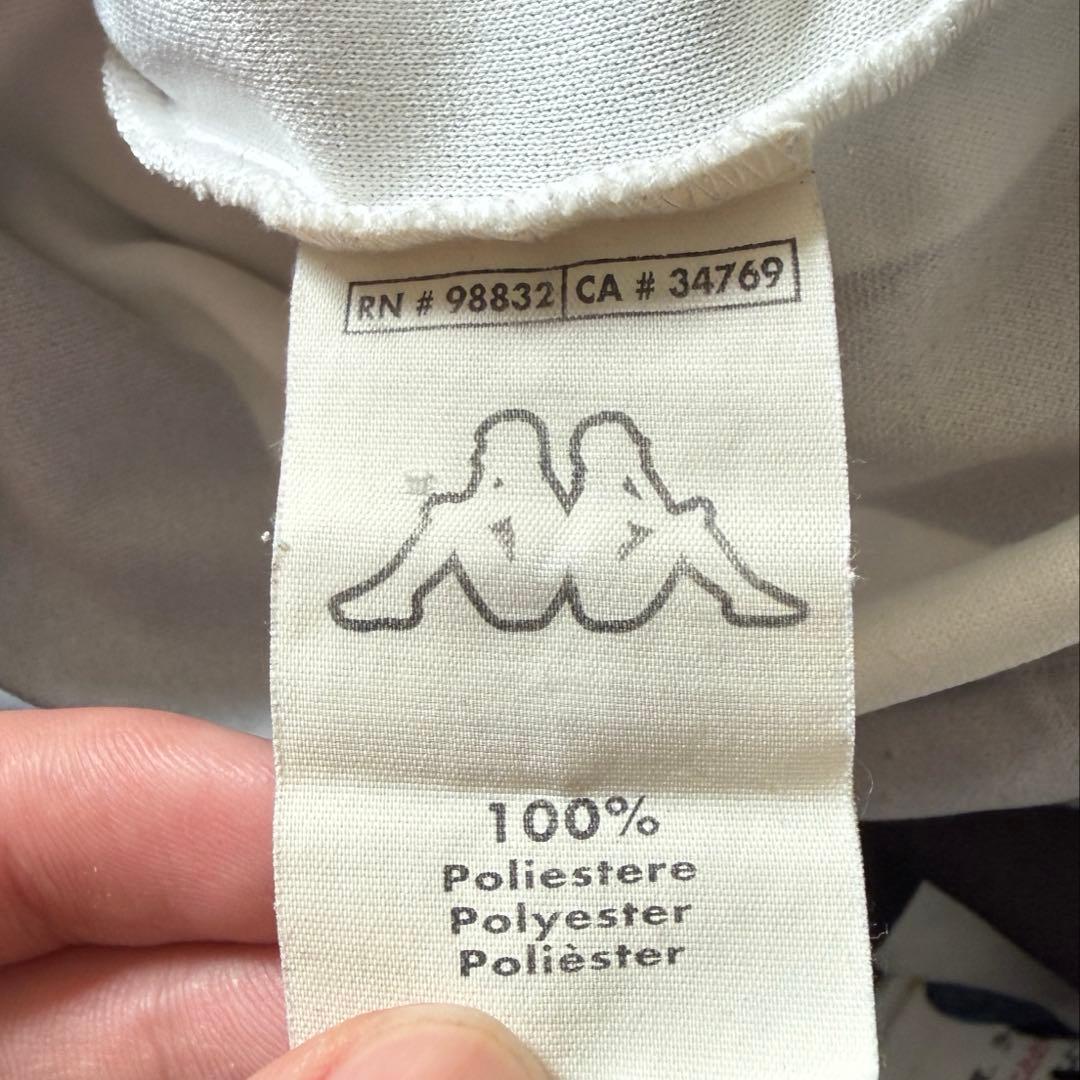 RN # 98832 CA # 34769
100%
Poliestere
Polyester
Polièster